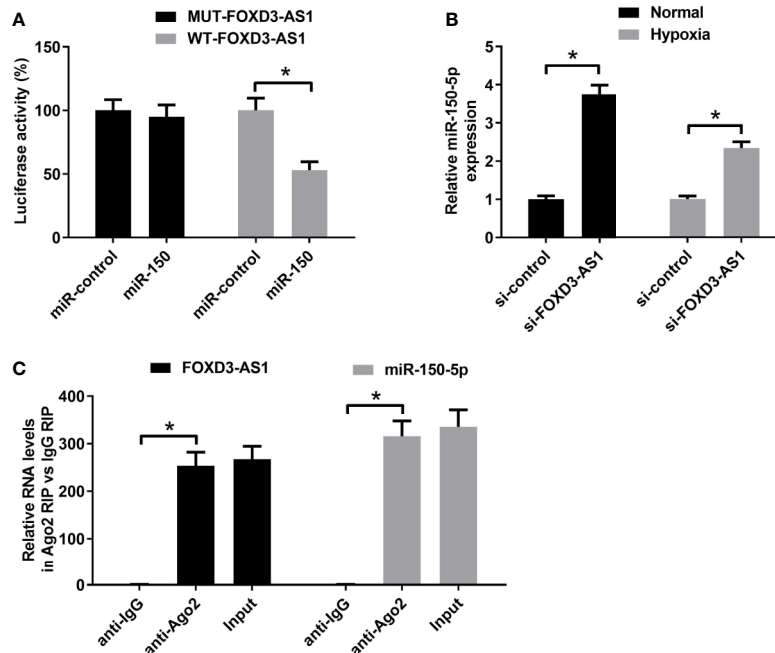 A
MUT-FOXD3-AS1
WT-FOXD3-AS1
Luciferase activity (%)
150
100
50
0
*
miR-control
miR-150
miR-control
miR-150
B
Normal
Hypoxia
Relative miR-150-5p
expression
5
4
3
2
1
0
*
*
si-control
si-FOXD3-AS1
si-control
si-FOXD3-AS1
C
FOXD3-AS1
miR-150-5p
Relative RNA levels
in Ago2 RIP vs IgG RIP
400
300
200
100
0
*
*
anti-IgG
anti-Ago2
Input
anti-IgG
anti-Ago2
Input